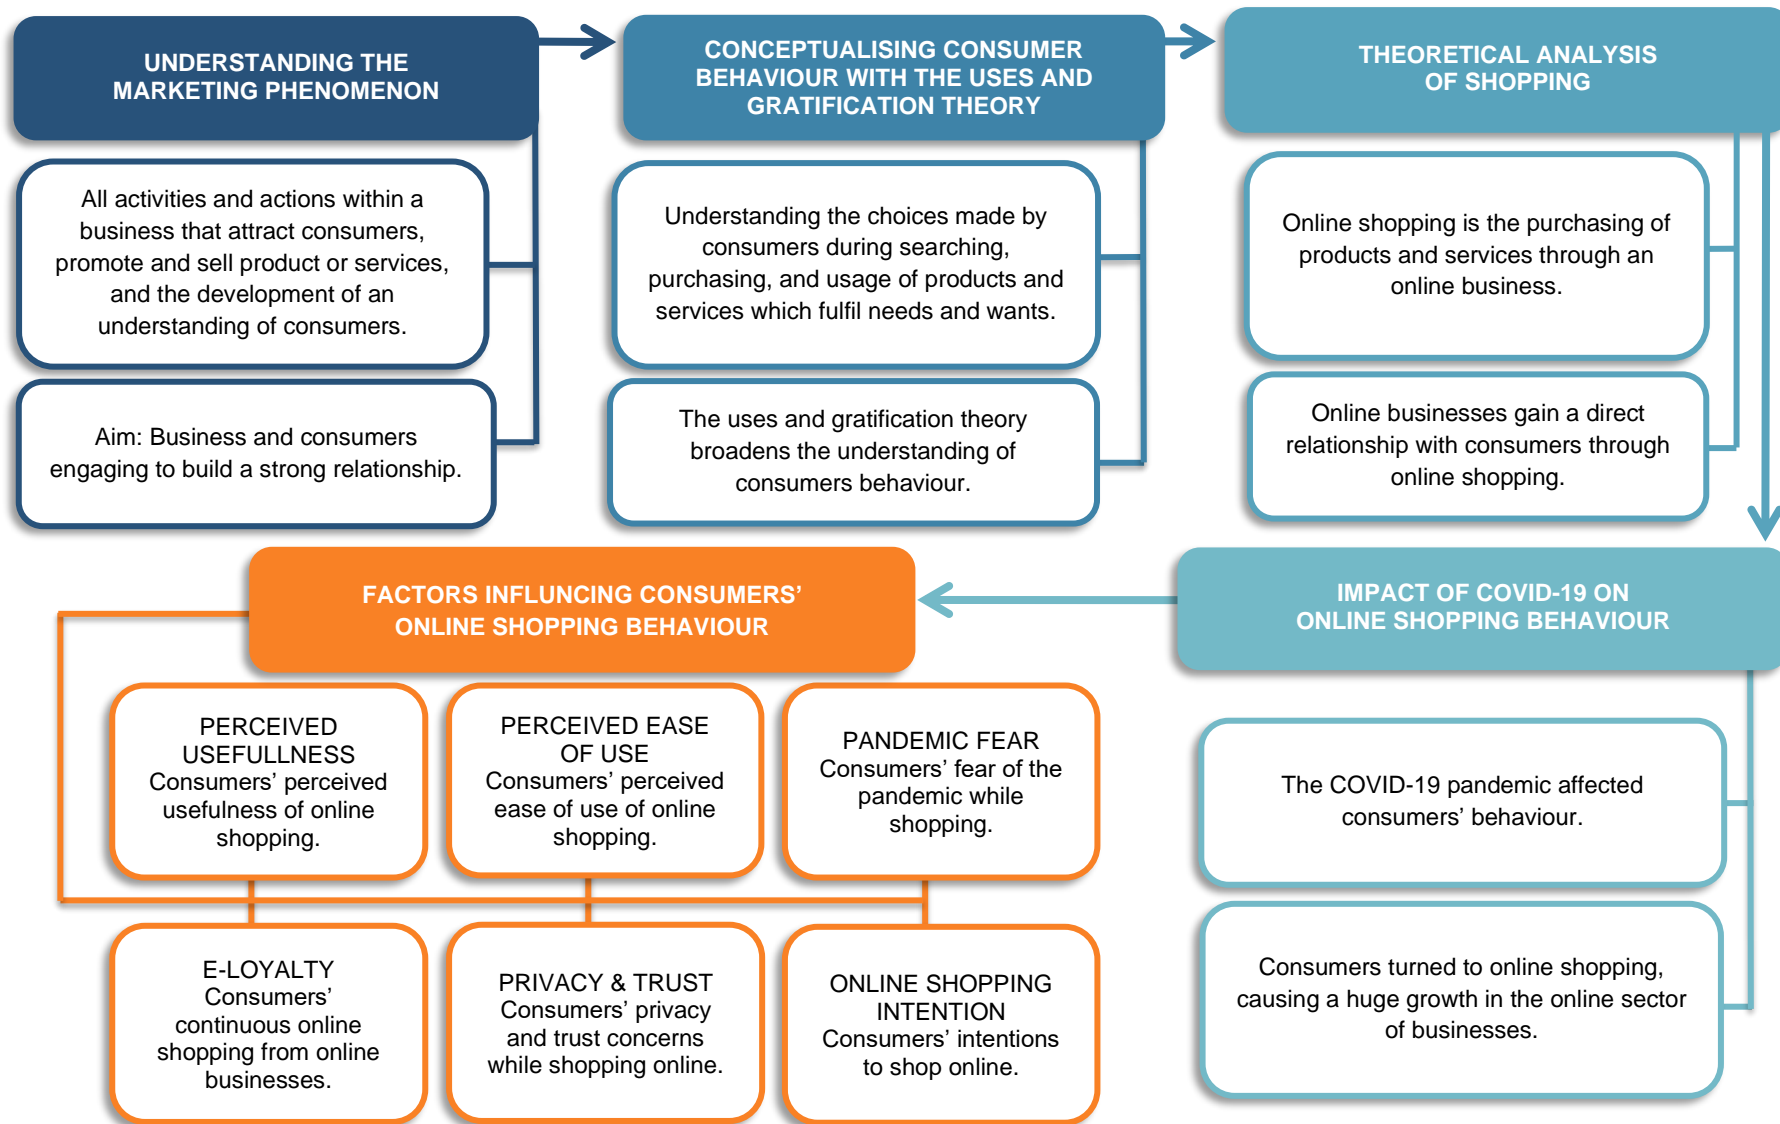 UNDERSTANDING THE
MARKETING PHENOMENON
All activities and actions within a
business that attract consumers,
promote and sell product or services,
and the development of an
understanding of consumers.
Aim: Business and consumers
engaging to build a strong relationship.
CONCEPTUALISING CONSUMER
BEHAVIOUR WITH THE USES AND
GRATIFICATION THEORY
Understanding the choices made by
consumers during searching,
purchasing, and usage of products and
services which fulfil needs and wants.
The uses and gratification theory
broadens the understanding of
consumers behaviour.
THEORETICAL ANALYSIS
OF SHOPPING
Online shopping is the purchasing of
products and services through an
online business.
Online businesses gain a direct
relationship with consumers through
online shopping.
IMPACT OF COVID-19 ON
ONLINE SHOPPING BEHAVIOUR
The COVID-19 pandemic affected
consumers’ behaviour.
Consumers turned to online shopping,
causing a huge growth in the online sector
of businesses.
FACTORS INFLUNCING CONSUMERS’
ONLINE SHOPPING BEHAVIOUR
PERCEIVED
USEFULLNESS
Consumers’ perceived
usefulness of online
shopping.
PERCEIVED EASE
OF USE
Consumers’ perceived
ease of use of online
shopping.
PANDEMIC FEAR
Consumers’ fear of the
pandemic while
shopping.
E-LOYALTY
Consumers’
continuous online
shopping from online
businesses.
PRIVACY & TRUST
Consumers’ privacy
and trust concerns
while shopping online.
ONLINE SHOPPING
INTENTION
Consumers’ intentions
to shop online.